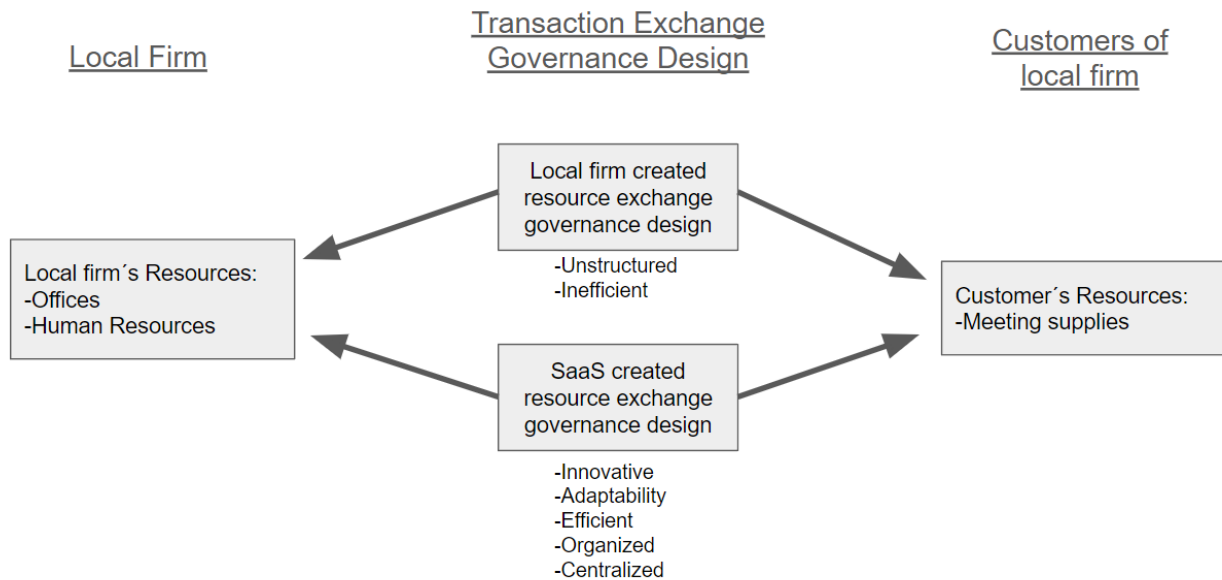 Local Firm
Transaction Exchange
Governance Design
Customers of
local firm
Local firm created
resource exchange
governance design
-Unstructured
-Inefficient
Local firm´s Resources:
-Offices
-Human Resources
Customer´s Resources:
-Meeting supplies
SaaS created
resource exchange
governance design
-Innovative
-Adaptability
-Efficient
-Organized
-Centralized